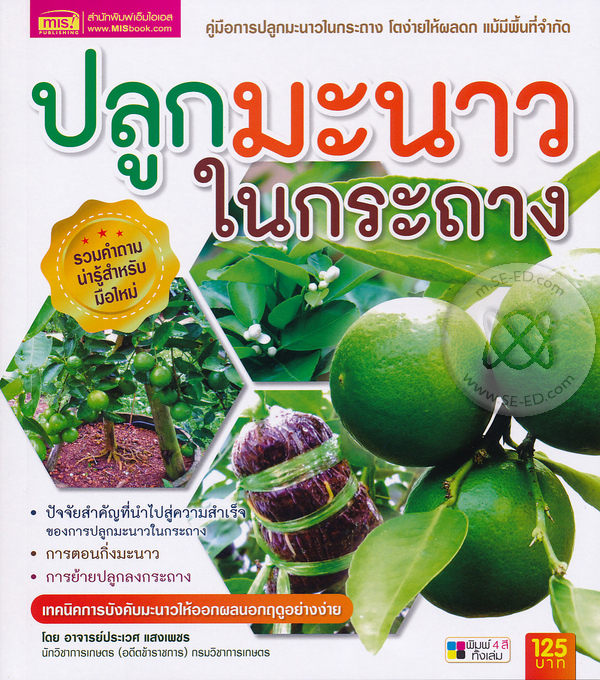 mis!
PUBLISHING
สำนักพิมพ์เอ็มไอเอส
www.MISbook.com
คู่มือการปลูกมะนาวในกระถาง โตง่ายให้ผลดก แม้มีพื้นที่จำกัด
ปลูกมะนาว
ในกระถาง
รวมคำถาม
น่ารู้สำหรับ
มือใหม่
m.SE-ED.com
www.SE-ED.com
• ปัจจัยสำคัญที่นำไปสู่ความสำเร็จ
ของการปลูกมะนาวในกระถาง
• การตอนกิ่งมะนาว
• การย้ายปลูกลงกระถาง
เทคนิคการบังคับมะนาวให้ออกผลนอกฤดูอย่างง่าย
โดย อาจารย์ประเวศ แสงเพชร
นักวิชาการเกษตร (อดีตข้าราชการ) กรมวิชาการเกษตร
พิมพ์ 4 สี
ทั้งเล่ม
125
บาท